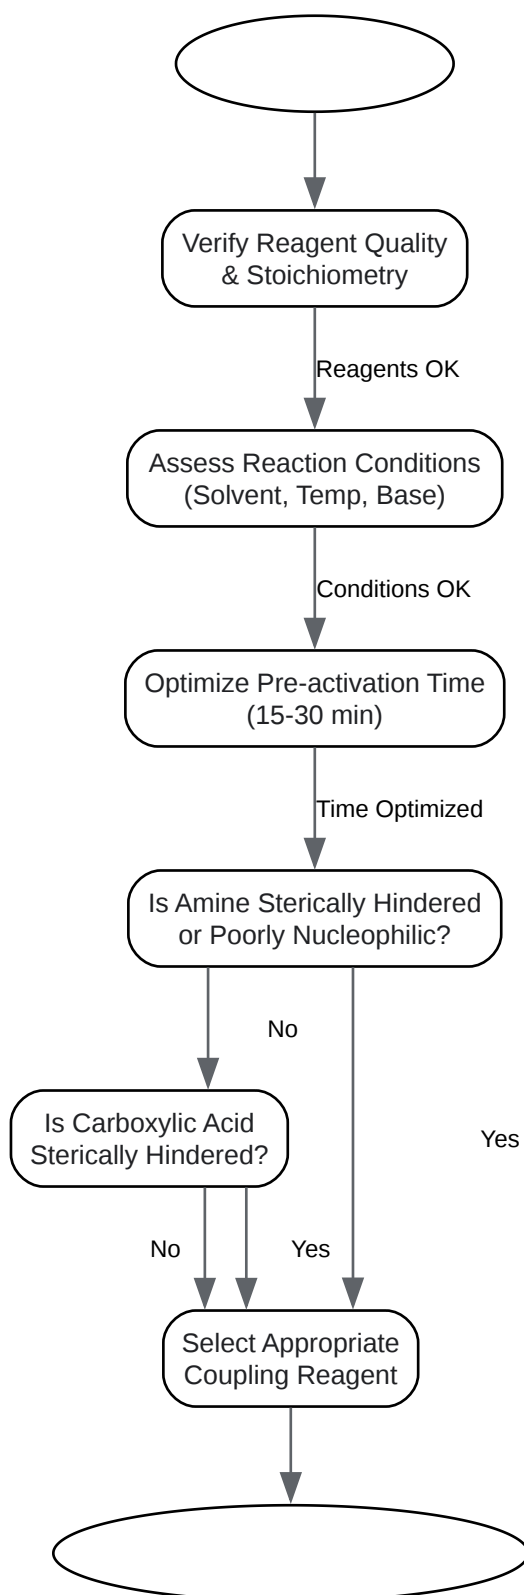 Verify Reagent Quality
& Stoichiometry
Reagents OK
Assess Reaction Conditions
(Solvent, Temp, Base)
Conditions OK
Optimize Pre-activation Time
(15-30 min)
Time Optimized
Is Amine Sterically Hindered
or Poorly Nucleophilic?
No
Is Carboxylic Acid
Sterically Hindered?
Yes
No
Yes
Select Appropriate
Coupling Reagent